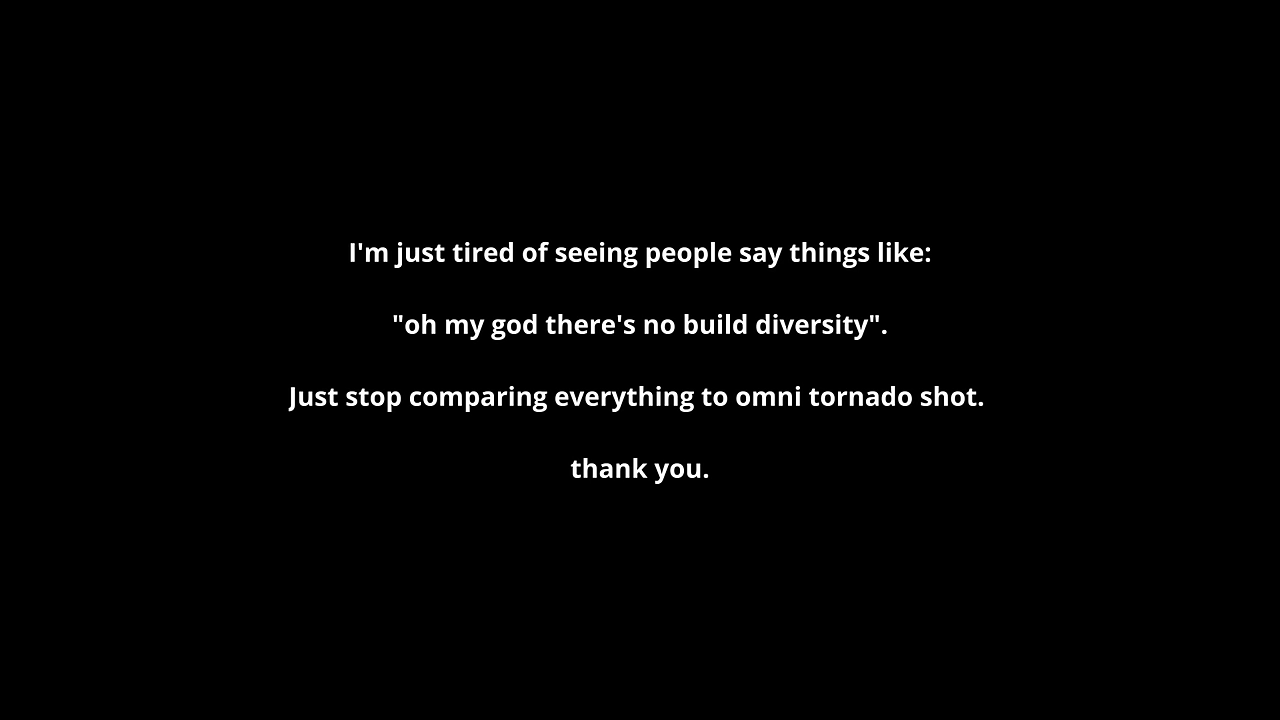 I'm just tired of seeing people say things like:
"oh my god there's no build diversity".
Just stop comparing everything to omni tornado shot.
thank you.